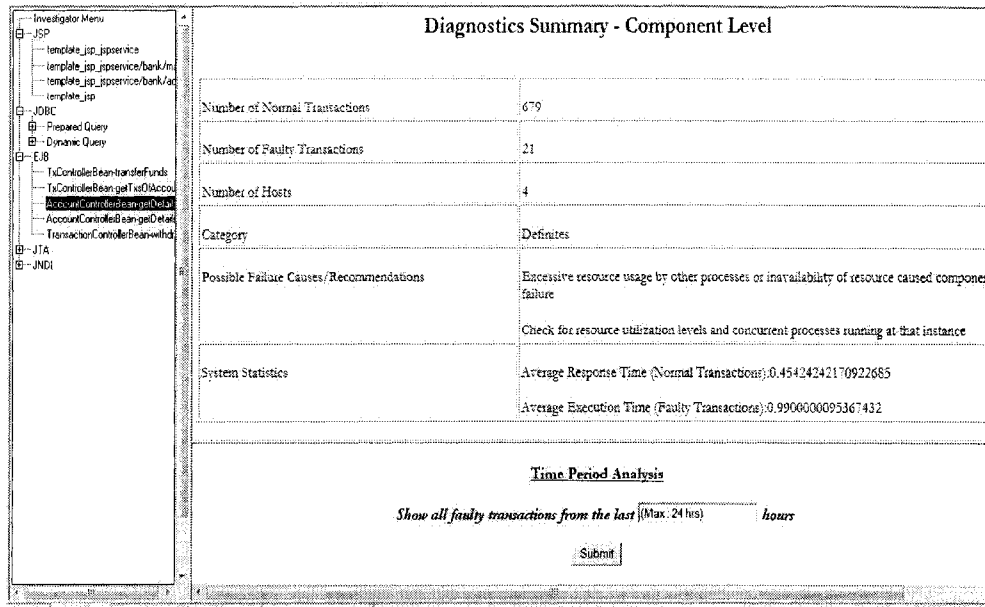 Investigator Menu
JSP
template_jsp_jspservice
template_jsp_jspservice/bank/m
template_jsp_jspservice/bank/ac
template_jsp
JDBC
Prepared Query
Dynamic Query
EJB
TxControllerBean-transferFunds
TxControllerBean-getTxsOfAccou
AccountControllerBean-getDetail
AccountControllerBean-getDetails
TransactionControllerBean-withdr
JTA
JNDI
Diagnostics Summary - Component Level
Number of Normal Transactions
679
Number of Faulty Transactions
21
Number of Hosts
4
Category
Definites
Possible Failure Causes/Recommendations
Excessive resource usage by other processes or inavailability of resource caused compone
failure
Check for resource utilization levels and concurrent processes running at that instance
System Statistics
Average Response Time (Normal Transactions):0.45424242170922685
Average Execution Time (Faulty Transactions):0.9900000095367432
Time Period Analysis
Show all faulty transactions from the last (Max : 24 hrs) hours
Submit